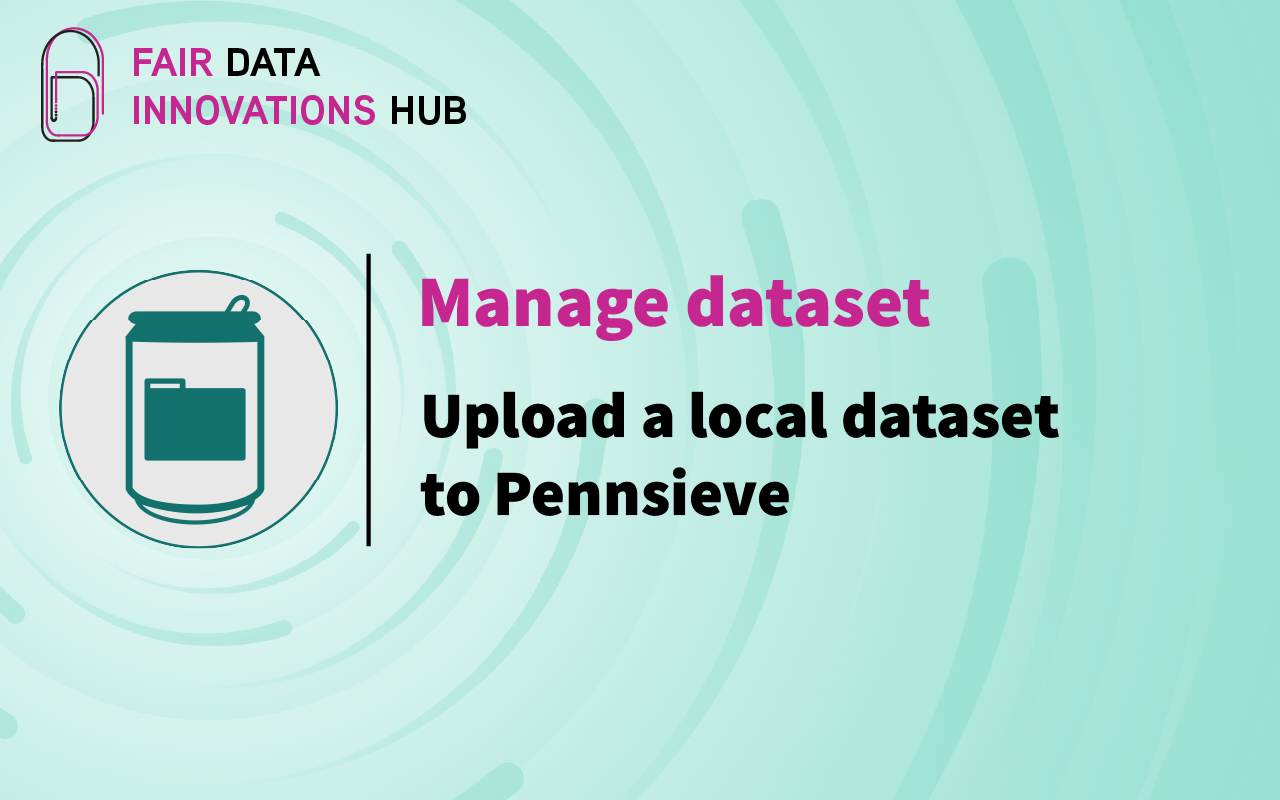 FAIR DATA
INNOVATIONS HUB
Manage dataset
Upload a local dataset
to Pennsieve